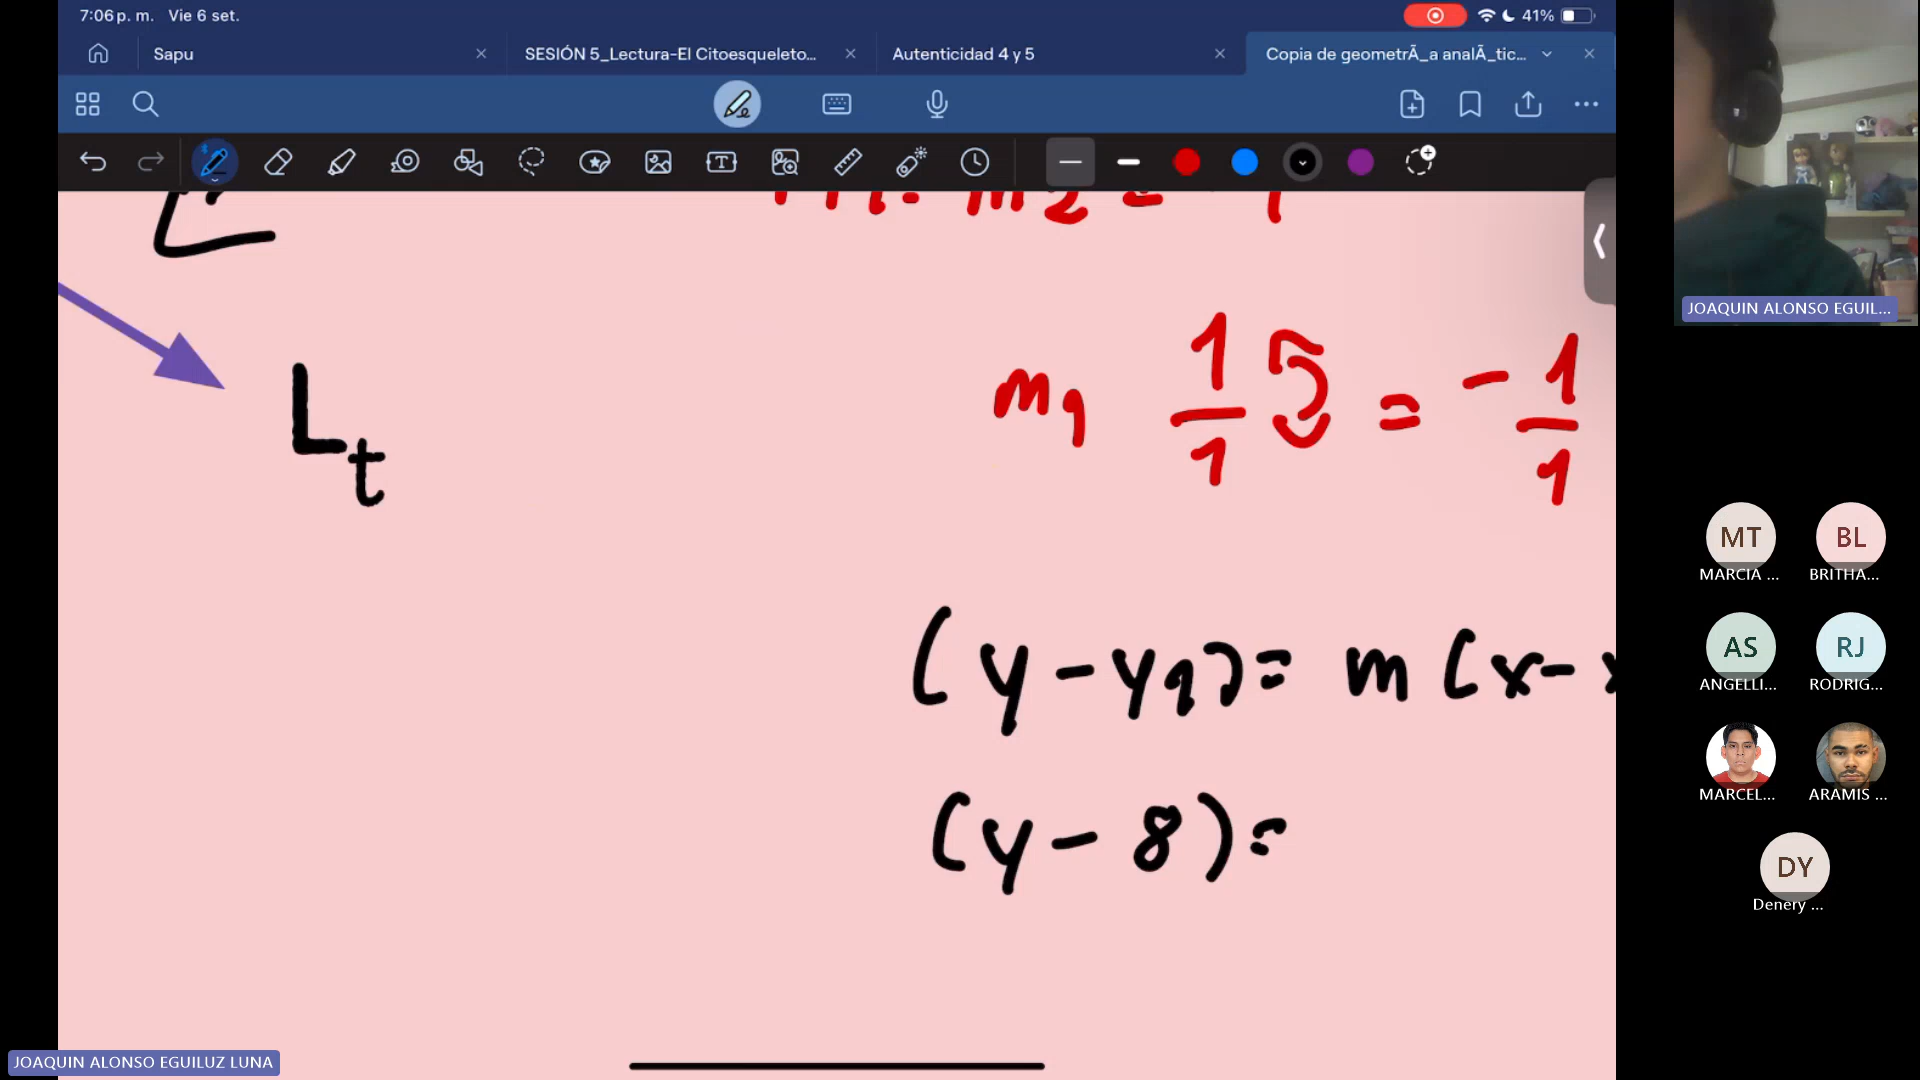 7:06 p. m. Vie 6 set.
41%
Sapu
SESIÓN 5_Lectura-El Citoesqueleto...
Autenticidad 4 y 5
Copia de geometrÃ_a analÃ_tic...
JOAQUIN ALONSO EGUIL...
m1 1/1 = -1/1
Lt
(y - y1) = m (x -
(y - 8) =
MT
MARCIA ...
BL
BRITHA...
AS
ANGELLI...
RJ
RODRIG...
MARCEL...
ARAMIS ...
DY
Denery ...
JOAQUIN ALONSO EGUILUZ LUNA